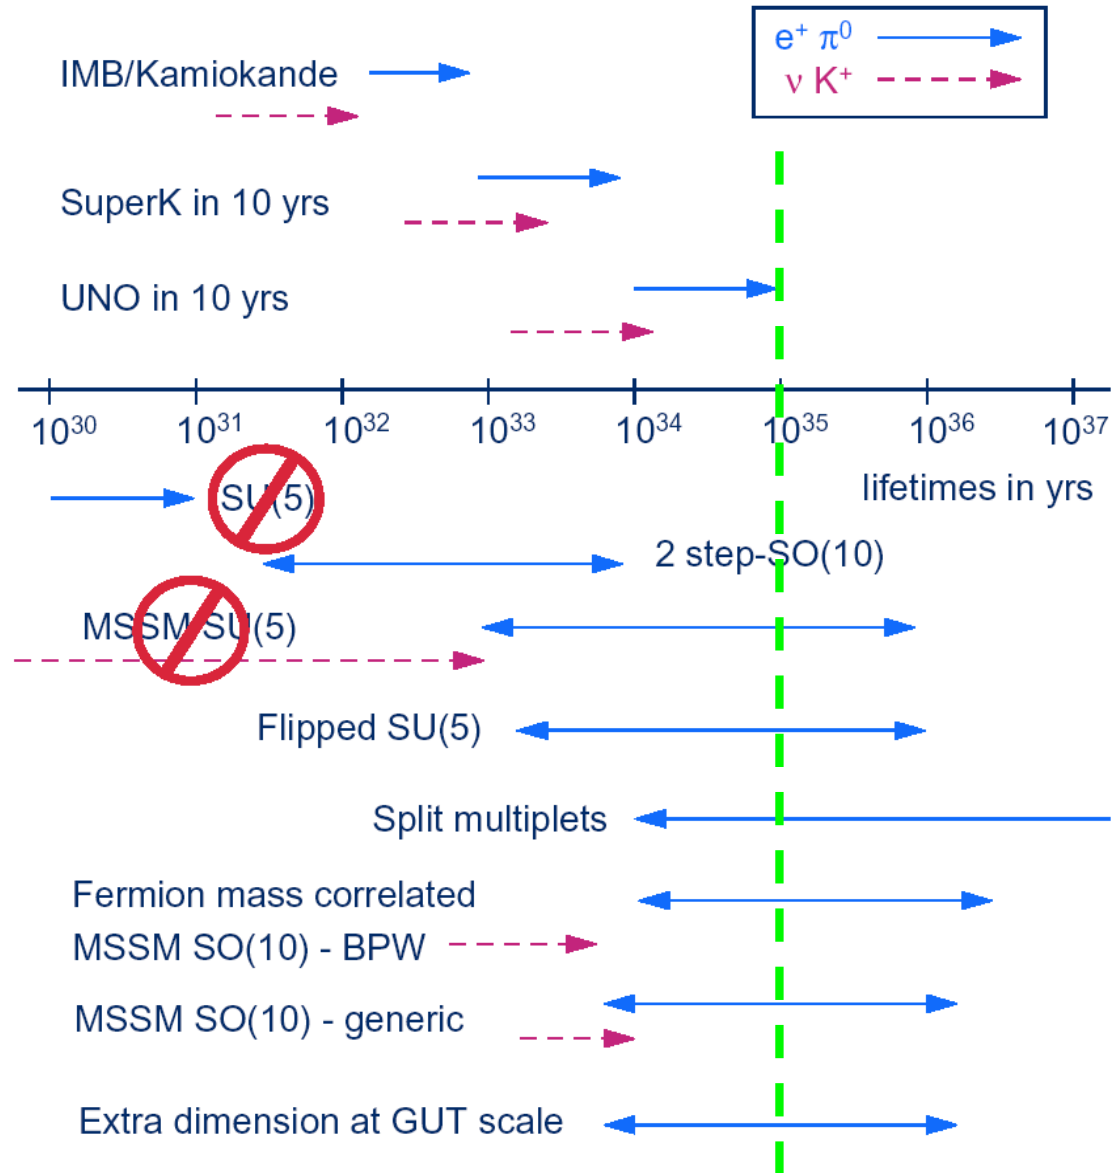 e⁺ π⁰
ν K⁺
IMB/Kamiokande
SuperK in 10 yrs
UNO in 10 yrs
10³⁰ 10³¹ 10³² 10³³ 10³⁴ 10³⁵ 10³⁶ 10³⁷
lifetimes in yrs
SU(5)
2 step-SO(10)
MSSM SU(5)
Flipped SU(5)
Split multiplets
Fermion mass correlated
MSSM SO(10) - BPW
MSSM SO(10) - generic
Extra dimension at GUT scale